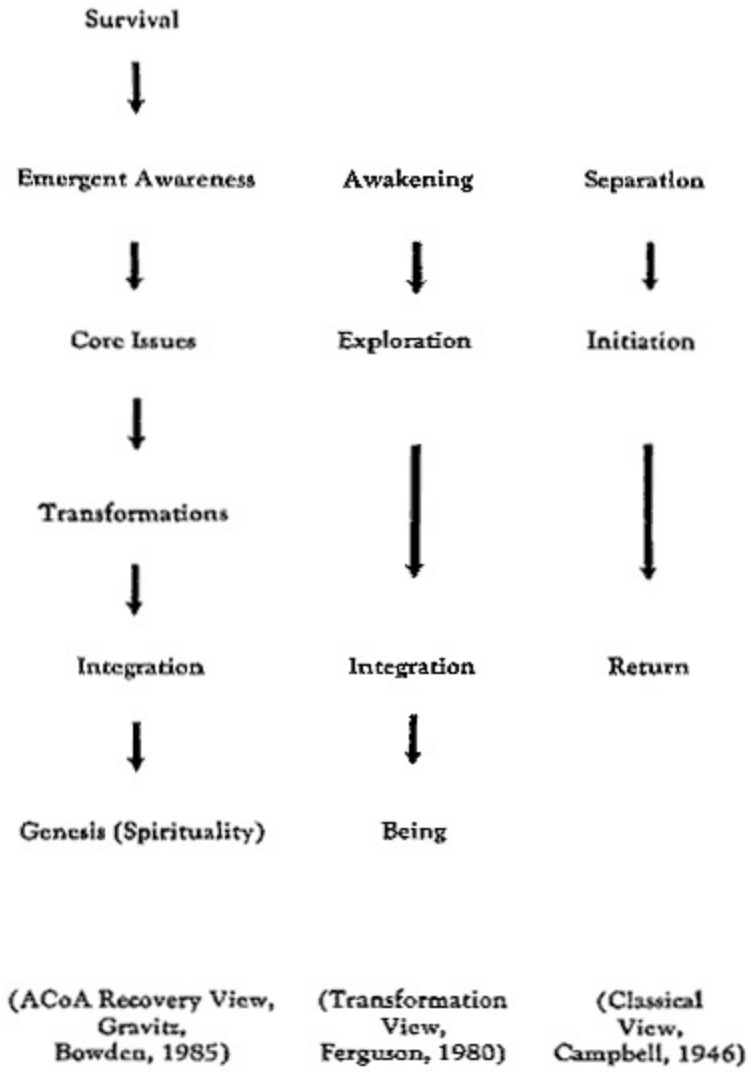 Survival
Emergent Awareness
Awakening
Separation
Core Issues
Exploration
Initiation
Transformations
Integration
Integration
Return
Genesis (Spirituality)
Being
(ACoA Recovery View,
Gravitz,
Bowden, 1985)
(Transformation
View,
Ferguson, 1980)
(Classical
View,
Campbell, 1946)